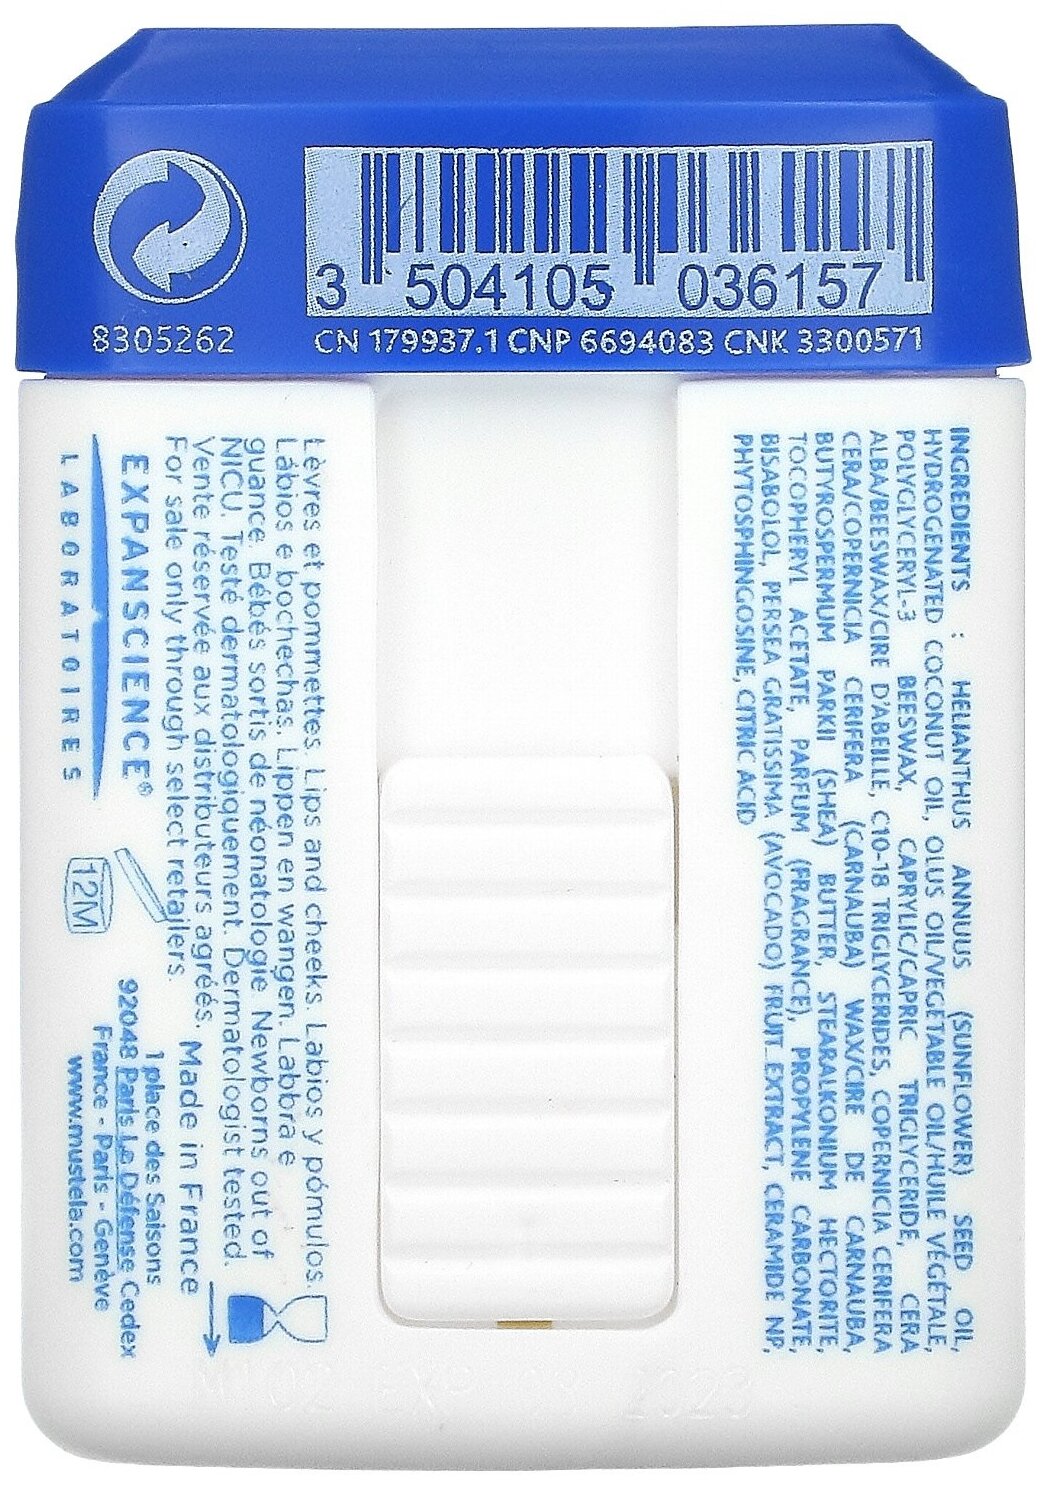 3 504105 036157
8305262
CN 179937.1 CNP 6694083 CNK 3300571
INGREDIENTS : HELIANTHUS ANNUUS (SUNFLOWER) SEED OIL,
HYDROGENATED COCONUT OIL, OLUS OIL/VEGETABLE OIL/HUILE VÉGÉTALE,
POLYGLYCERYL-3 BEESWAX, CAPRYLIC/CAPRIC TRIGLYCERIDE, CERA
ALBA/BEESWAX/CIRE D'ABEILLE, C10-18 TRIGLYCERIDES, COPERNICIA CERIFERA
CERA/COPERNICIA CERIFERA (CARNAUBA) WAX/CIRE DE CARNAUBA,
BUTYROSPERMUM PARKII (SHEA) BUTTER, STEARALKONIUM HECTORITE,
TOCOPHERYL ACETATE, PARFUM (FRAGRANCE), PROPYLENE CARBONATE,
BISABOLOL, PERSEA GRATISSIMA (AVOCADO) FRUIT EXTRACT, CERAMIDE NP,
PHYTOSPHINGOSINE, CITRIC ACID
Lèvres et pommettes. Lips and cheeks. Labios y pómulos.
Lábios e bochechas. Lippen en wangen. Labbra e
guance. Bébés sortis de néonatologie. Newborns out of
NICU. Testé dermatologiquement. Dermatologist tested.
Vente réservée aux distributeurs agréés. Made in France
For sale only through select retailers.
EXPANSCIENCE®
LABORATOIRES
12M
1 place des Saisons
92048 Paris La Défense Cedex
France - Paris - Genève
www.mustela.com
EXP 2023